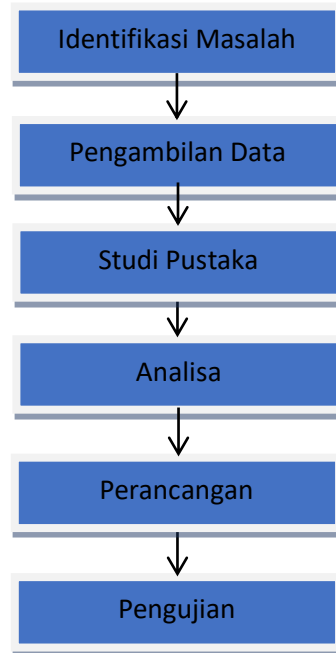 Identifikasi Masalah
Pengambilan Data
Studi Pustaka
Analisa
Perancangan
Pengujian